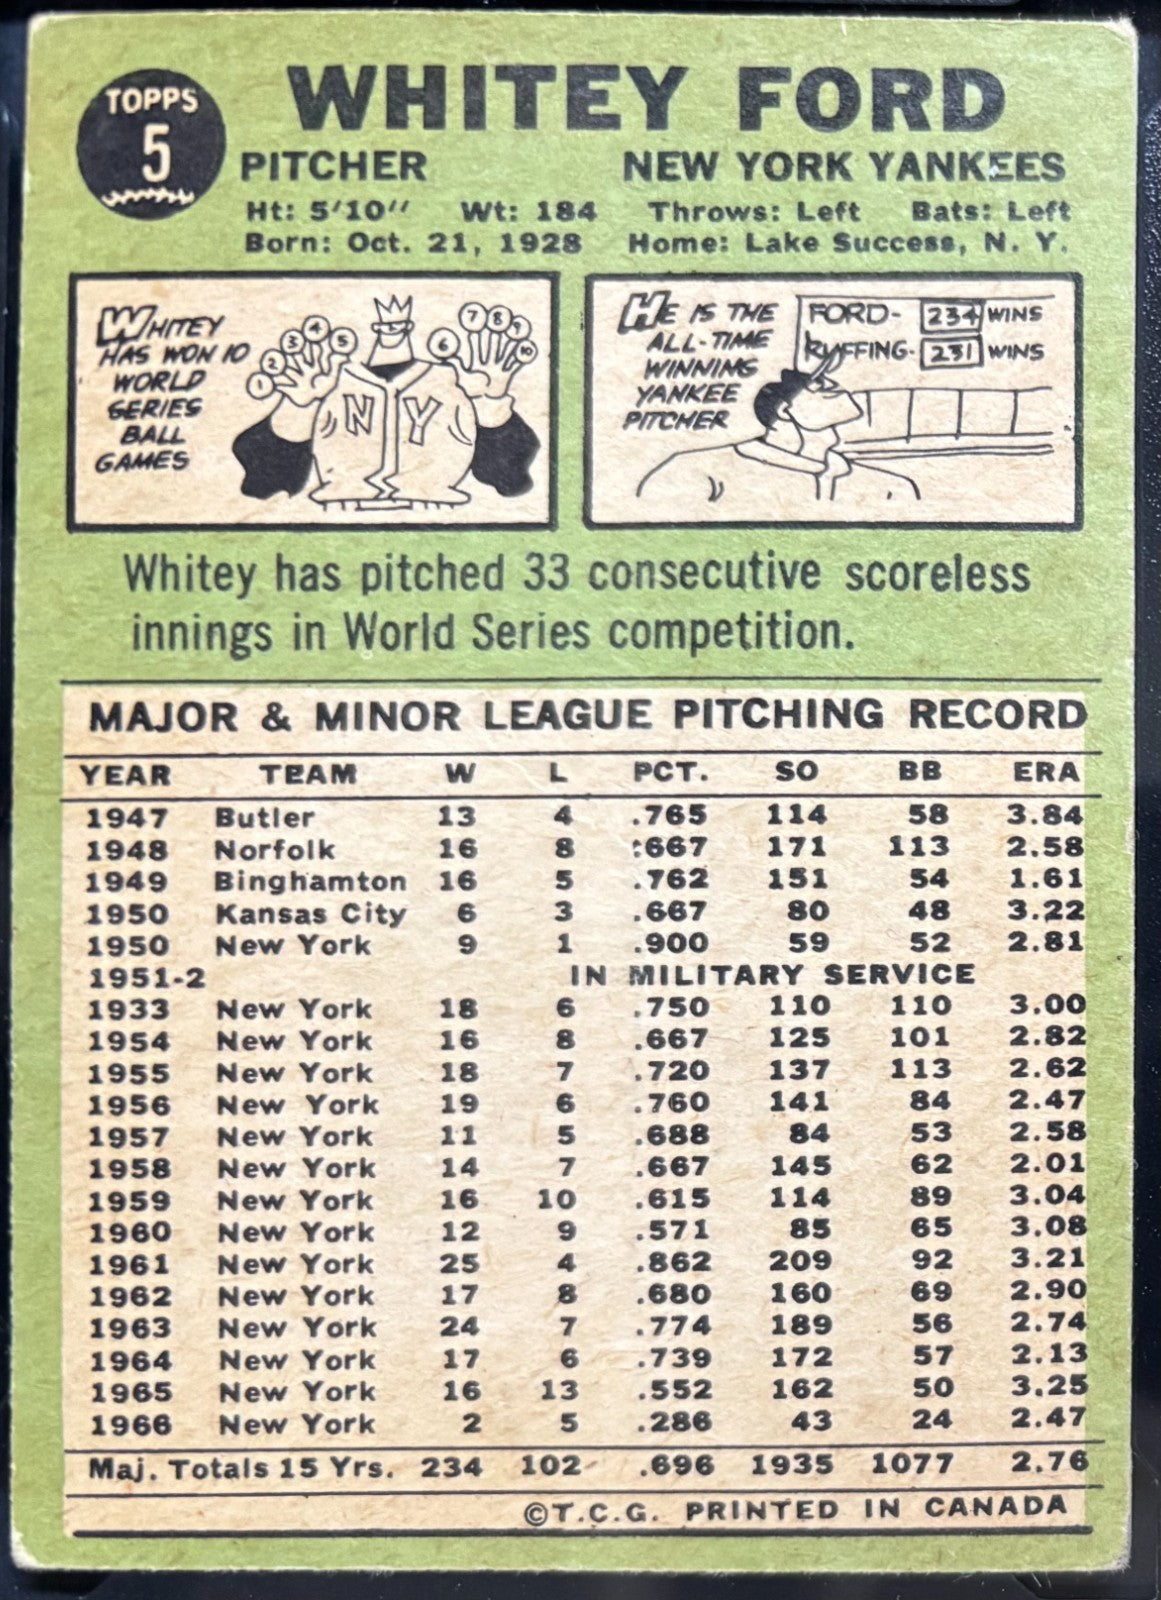 TOPPS
5
WHITEY FORD
PITCHER NEW YORK YANKEES
Ht: 5'10" Wt: 184 Throws: Left Bats: Left
Born: Oct. 21, 1928 Home: Lake Success, N. Y.
WHITEY
HAS WON 10
WORLD
SERIES
BALL
GAMES
1 2 3 4 5 6 7 8 9 10
NY
HE IS THE
ALL-TIME
WINNING
YANKEE
PITCHER
FORD- 234 WINS
RUFFING- 231 WINS
Whitey has pitched 33 consecutive scoreless
innings in World Series competition.
MAJOR & MINOR LEAGUE PITCHING RECORD
YEAR TEAM W L PCT. SO BB ERA
1947 Butler 13 4 .765 114 58 3.84
1948 Norfolk 16 8 .667 171 113 2.58
1949 Binghamton 16 5 .762 151 54 1.61
1950 Kansas City 6 3 .667 80 48 3.22
1950 New York 9 1 .900 59 52 2.81
1951-2 IN MILITARY SERVICE
1933 New York 18 6 .750 110 110 3.00
1954 New York 16 8 .667 125 101 2.82
1955 New York 18 7 .720 137 113 2.62
1956 New York 19 6 .760 141 84 2.47
1957 New York 11 5 .688 84 53 2.58
1958 New York 14 7 .667 145 62 2.01
1959 New York 16 10 .615 114 89 3.04
1960 New York 12 9 .571 85 65 3.08
1961 New York 25 4 .862 209 92 3.21
1962 New York 17 8 .680 160 69 2.90
1963 New York 24 7 .774 189 56 2.74
1964 New York 17 6 .739 172 57 2.13
1965 New York 16 13 .552 162 50 3.25
1966 New York 2 5 .286 43 24 2.47
Maj. Totals 15 Yrs. 234 102 .696 1935 1077 2.76
©T.C.G. PRINTED IN CANADA